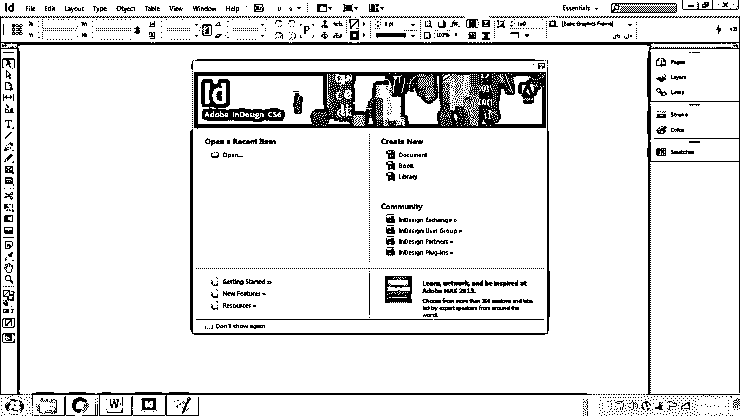 Id File Edit Layout Type Object Table View Window Help Br Essentials
Id
Adobe InDesign CS6
Open a Recent Item
Open...
Create New
Document
Book
Library
Community
InDesign Exchange »
InDesign User Group »
InDesign Partners »
InDesign Plug-ins »
Getting Started »
New Features »
Resources »
Learn, network, and be inspired at
Adobe MAX 2013.
Choose from more than 300 sessions and labs
led by expert speakers from around the
world.
Don't show again
Pages
Layers
Links
Stroke
Color
Swatches